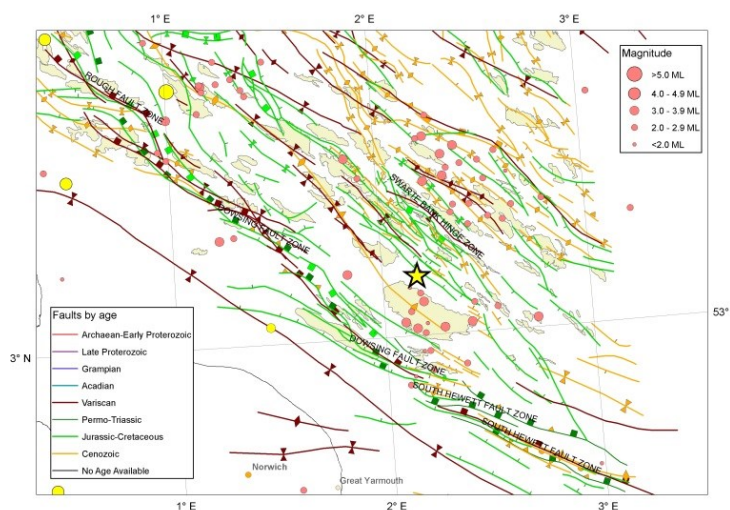 1° E
2° E
3° E
Magnitude
>5.0 ML
4.0 - 4.9 ML
3.0 - 3.9 ML
2.0 - 2.9 ML
<2.0 ML
ROUGH FAULT ZONE
SWARTE BANK HINGE ZONE
DOWSING FAULT ZONE
53°
Faults by age
Archaean-Early Proterozoic
Late Proterozoic
Grampian
Acadian
Variscan
Permo-Triassic
Jurassic-Cretaceous
Cenozoic
No Age Available
3° N
DOWSING FAULT ZONE
SOUTH HEWETT FAULT ZONE
SOUTH HEWETT FAULT ZONE
Norwich
Great Yarmouth
1° E
2° E
3° E